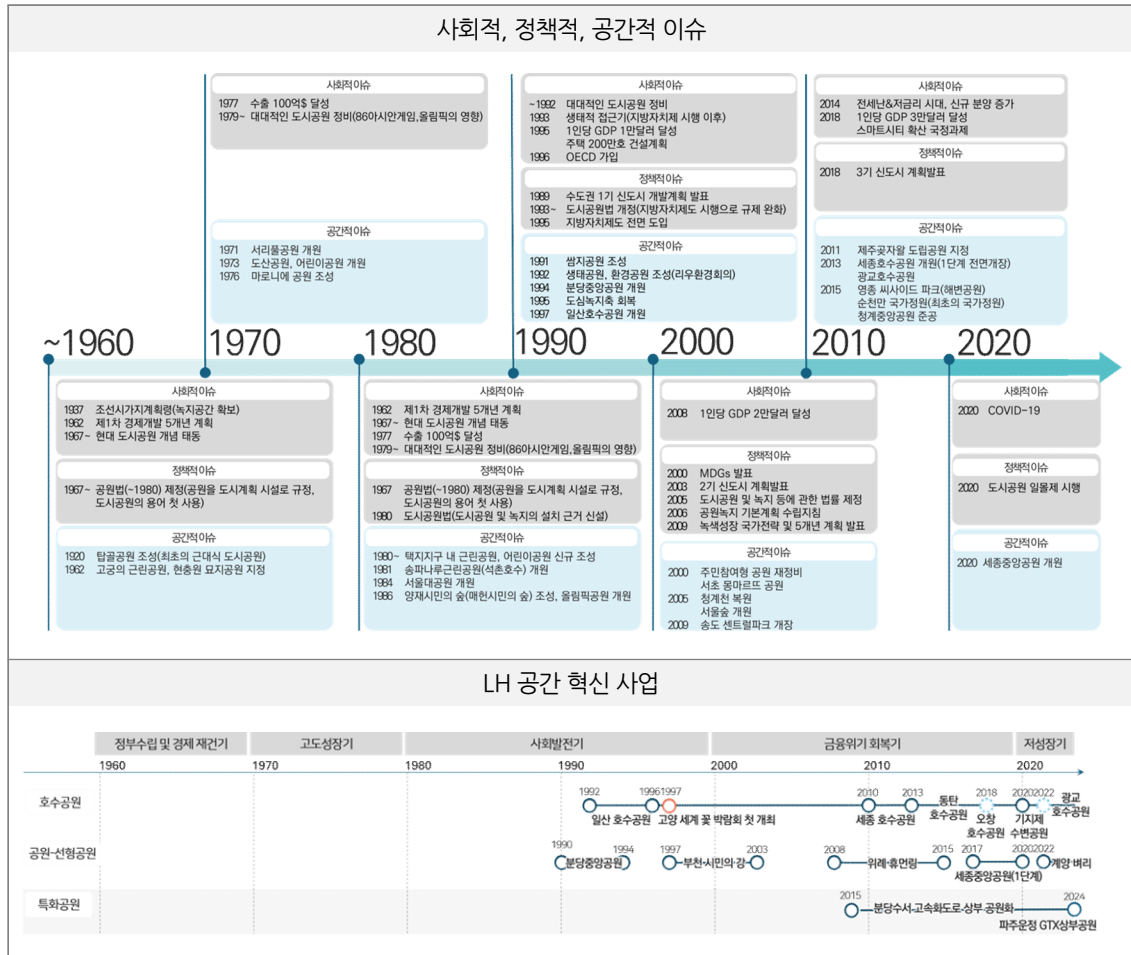 사회적, 정책적, 공간적 이슈
사회적이슈
1977 수출 100억$ 달성
1979~ 대대적인 도시공원 정비(86아시안게임,올림픽의 영향)
공간적이슈
1971 서리풀공원 개원
1973 도산공원, 어린이공원 개원
1976 마로니에 공원 조성
사회적이슈
~1992 대대적인 도시공원 정비
1993 생태적 접근기(지방자치제 시행 이후)
1995 1인당 GDP 1만달러 달성
주택 200만호 건설계획
1996 OECD 가입
정책적이슈
1989 수도권 1기 신도시 개발계획 발표
1993~ 도시공원법 개정(지방자치제도 시행으로 규제 완화)
1995 지방자치제도 전면 도입
공간적이슈
1991 쌈지공원 조성
1992 생태공원, 환경공원 조성(리우환경회의)
1994 분당중앙공원 개원
1995 도심녹지축 회복
1997 일산호수공원 개원
사회적이슈
2014 전세난&저금리 시대, 신규 분양 증가
2018 1인당 GDP 3만달러 달성
스마트시티 확산 국정과제
정책적이슈
2018 3기 신도시 계획발표
공간적이슈
2011 제주곶자왈 도립공원 지정
2013 세종호수공원 개원(1단계 전면개장)
광교호수공원
2015 영종 씨사이드 파크(해변공원)
순천만 국가정원(최초의 국가정원)
청계중앙공원 준공
~1960 1970 1980 1990 2000 2010 2020
사회적이슈
1937 조선시가지계획령(녹지공간 확보)
1962 제1차 경제개발 5개년 계획
1967~ 현대 도시공원 개념 태동
정책적이슈
1967~ 공원법(~1980) 제정(공원을 도시계획 시설로 규정,
도시공원의 용어 첫 사용)
공간적이슈
1920 탑골공원 조성(최초의 근대식 도시공원)
1962 고궁의 근린공원, 현충원 묘지공원 지정
사회적이슈
1962 제1차 경제개발 5개년 계획
1967~ 현대 도시공원 개념 태동
1977 수출 100억$ 달성
1979~ 대대적인 도시공원 정비(86아시안게임,올림픽의 영향)
정책적이슈
1967 공원법(~1980) 제정(공원을 도시계획 시설로 규정,
도시공원의 용어 첫 사용)
1980 도시공원법(도시공원 및 녹지의 설치 근거 신설)
공간적이슈
1980~ 택지지구 내 근린공원, 어린이공원 신규 조성
1981 송파나루근린공원(석촌호수) 개원
1984 서울대공원 개원
1986 양재시민의 숲(매헌시민의 숲) 조성, 올림픽공원 개원
사회적이슈
2008 1인당 GDP 2만달러 달성
정책적이슈
2000 MDGs 발표
2003 2기 신도시 계획발표
2005 도시공원 및 녹지 등에 관한 법률 제정
2006 공원녹지 기본계획 수립지침
2009 녹색성장 국가전략 및 5개년 계획 발표
공간적이슈
2000 주민참여형 공원 재정비
서초 몽마르뜨 공원
2005 청계천 복원
서울숲 개원
2009 송도 센트럴파크 개장
사회적이슈
2020 COVID-19
정책적이슈
2020 도시공원 일몰제 시행
공간적이슈
2020 세종중앙공원 개원
LH 공간 혁신 사업
정부수립 및 경제 재건기 고도성장기 사회발전기 금융위기 회복기 저성장기
1960 1970 1980 1990 2000 2010 2020
호수공원
1992 1996 1997 2010 2013 2018 2020 2022
일산 호수공원 고양 세계 꽃 박람회 첫 개최 세종 호수공원 동탄 호수공원 오창 호수공원 기지제 수변공원 광교 호수공원
공원-선형공원
1990 1994 1997 2003 2008 2015 2017 2020 2022
분당중앙공원 부천·시민의·강 위례·휴먼링 세종중앙공원(1단계) 계양·벼리
특화공원
2015 2024
분당수서·고속화도로·상부 공원화
파주운정 GTX상부공원